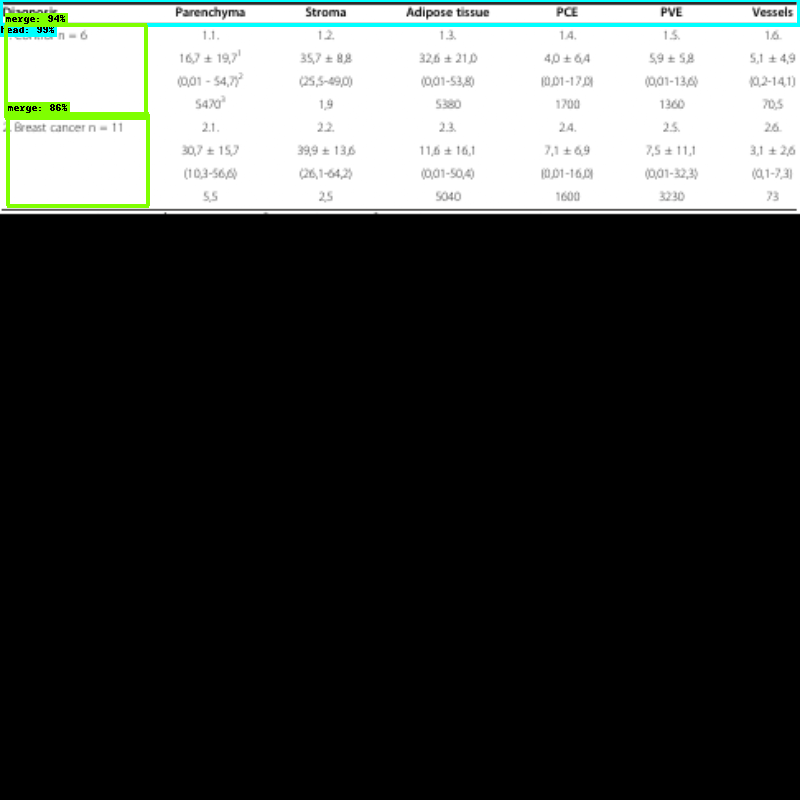 Diagnosis Parenchyma Stroma Adipose tissue PCE PVE Vessels
merge: 94%
head: 99%
n = 6 1.1. 1.2. 1.3. 1.4. 1.5. 1.6.
16,7 ± 19,7¹ 35,7 ± 8,8 32,6 ± 21,0 4,0 ± 6,4 5,9 ± 5,8 5,1 ± 4,9
(0,01 - 54,7)² (25,5-49,0) (0,01-53,8) (0,01-17,0) (0,01-13,6) (0,2-14,1)
5470³ 1,9 5380 1700 1360 70,5
merge: 86%
2. Breast cancer n = 11 2.1. 2.2. 2.3. 2.4. 2.5. 2.6.
30,7 ± 15,7 39,9 ± 13,6 11,6 ± 16,1 7,1 ± 6,9 7,5 ± 11,1 3,1 ± 2,6
(10,3-56,6) (26,1-64,2) (0,01-50,4) (0,01-16,0) (0,01-32,3) (0,1-7,3)
5,5 2,5 5040 1600 3230 73